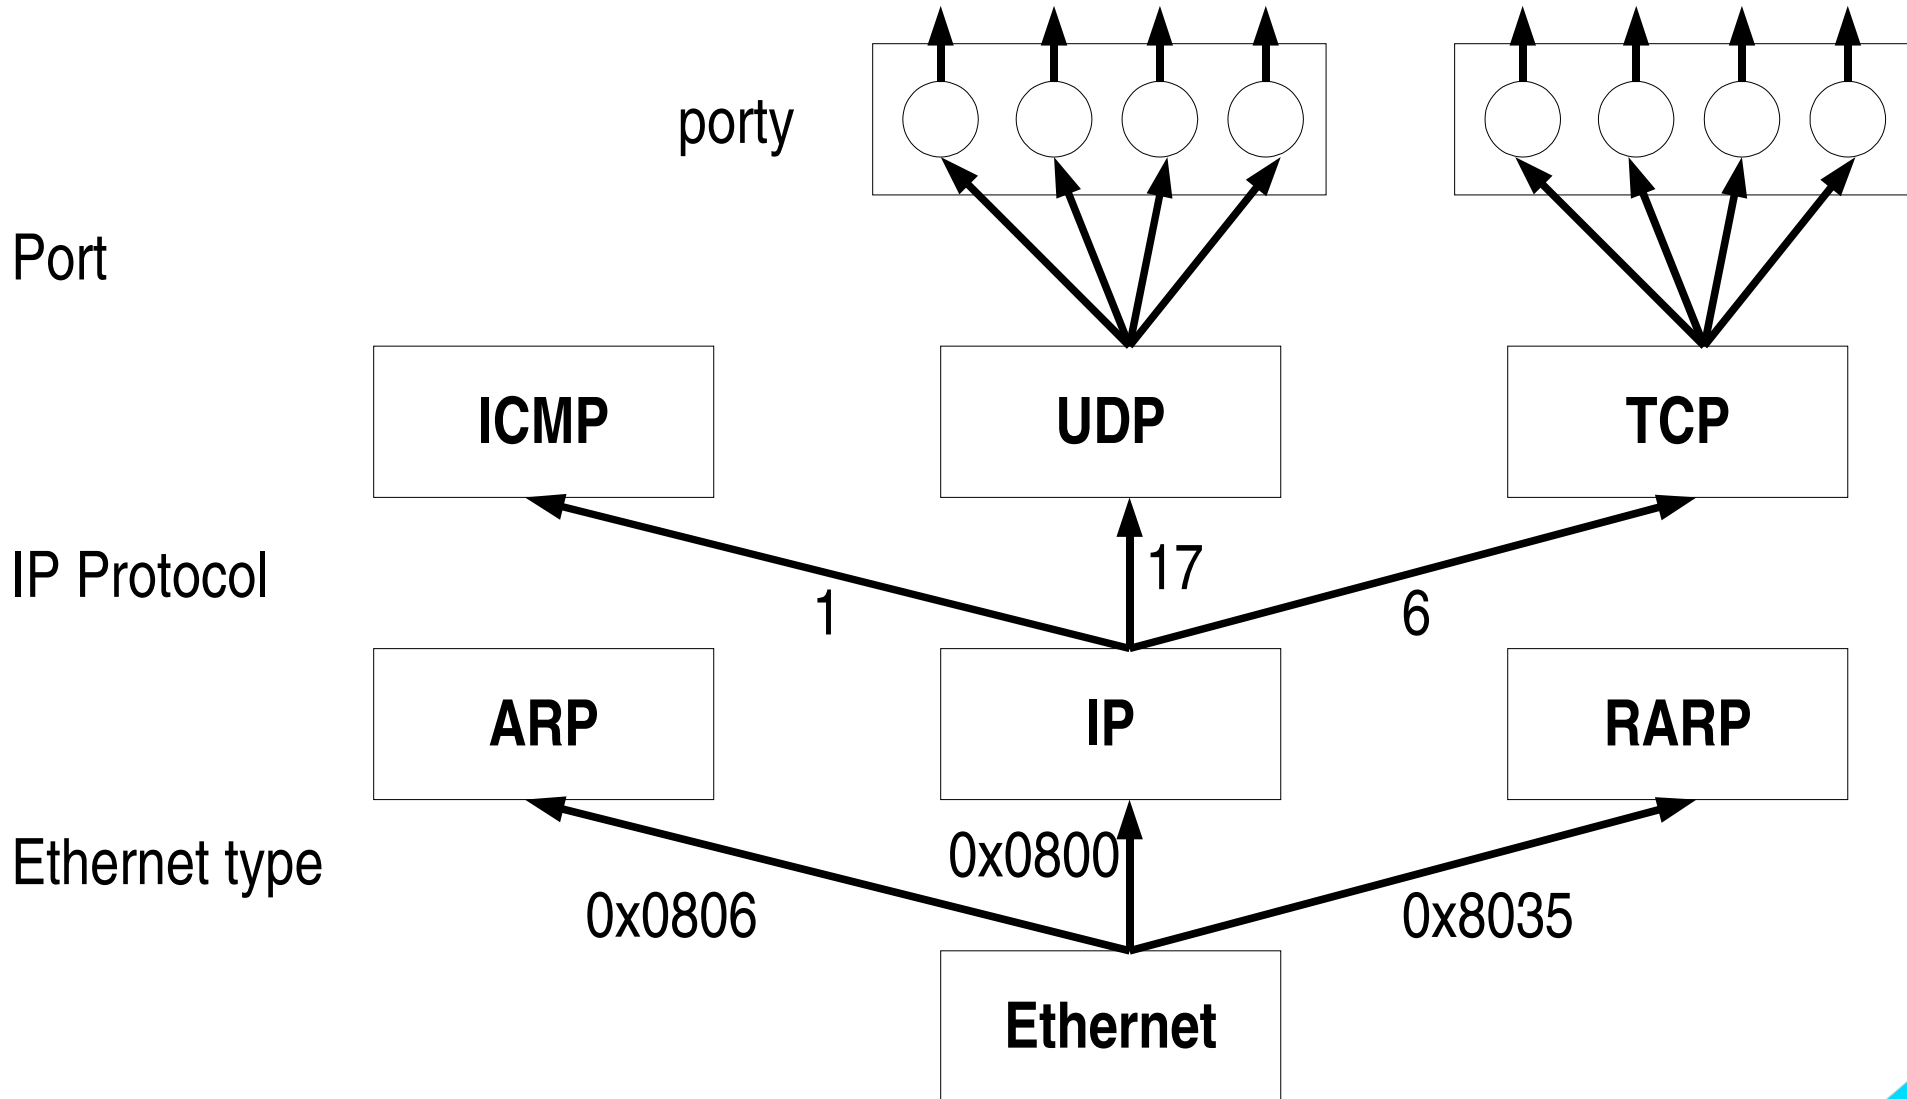 porty
Port
ICMP
UDP
TCP
IP Protocol
1
17
6
ARP
IP
RARP
Ethernet type
0x0806
0x0800
0x8035
Ethernet